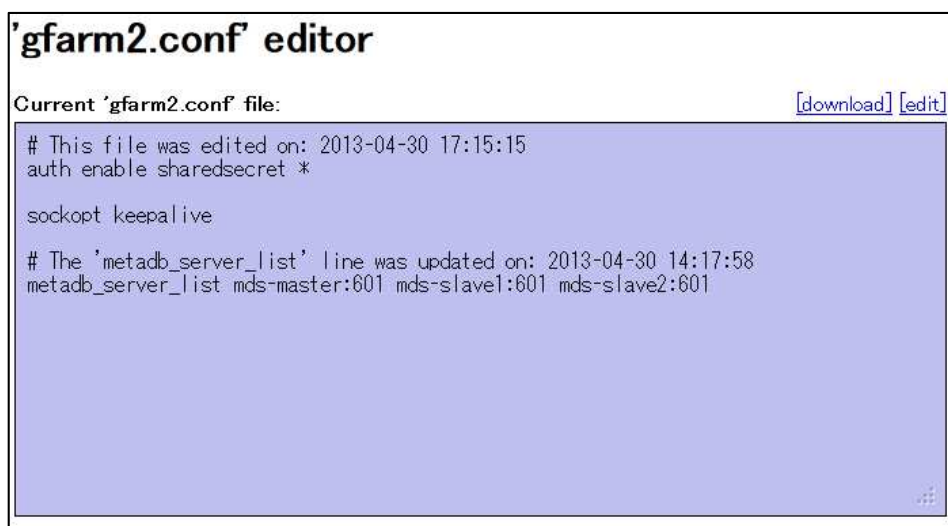 'gfarm2.conf' editor
Current 'gfarm2.conf' file: [download] [edit]
# This file was edited on: 2013-04-30 17:15:15
auth enable sharedsecret *
sockopt keepalive
# The 'metadb_server_list' line was updated on: 2013-04-30 14:17:58
metadb_server_list mds-master:601 mds-slave1:601 mds-slave2:601